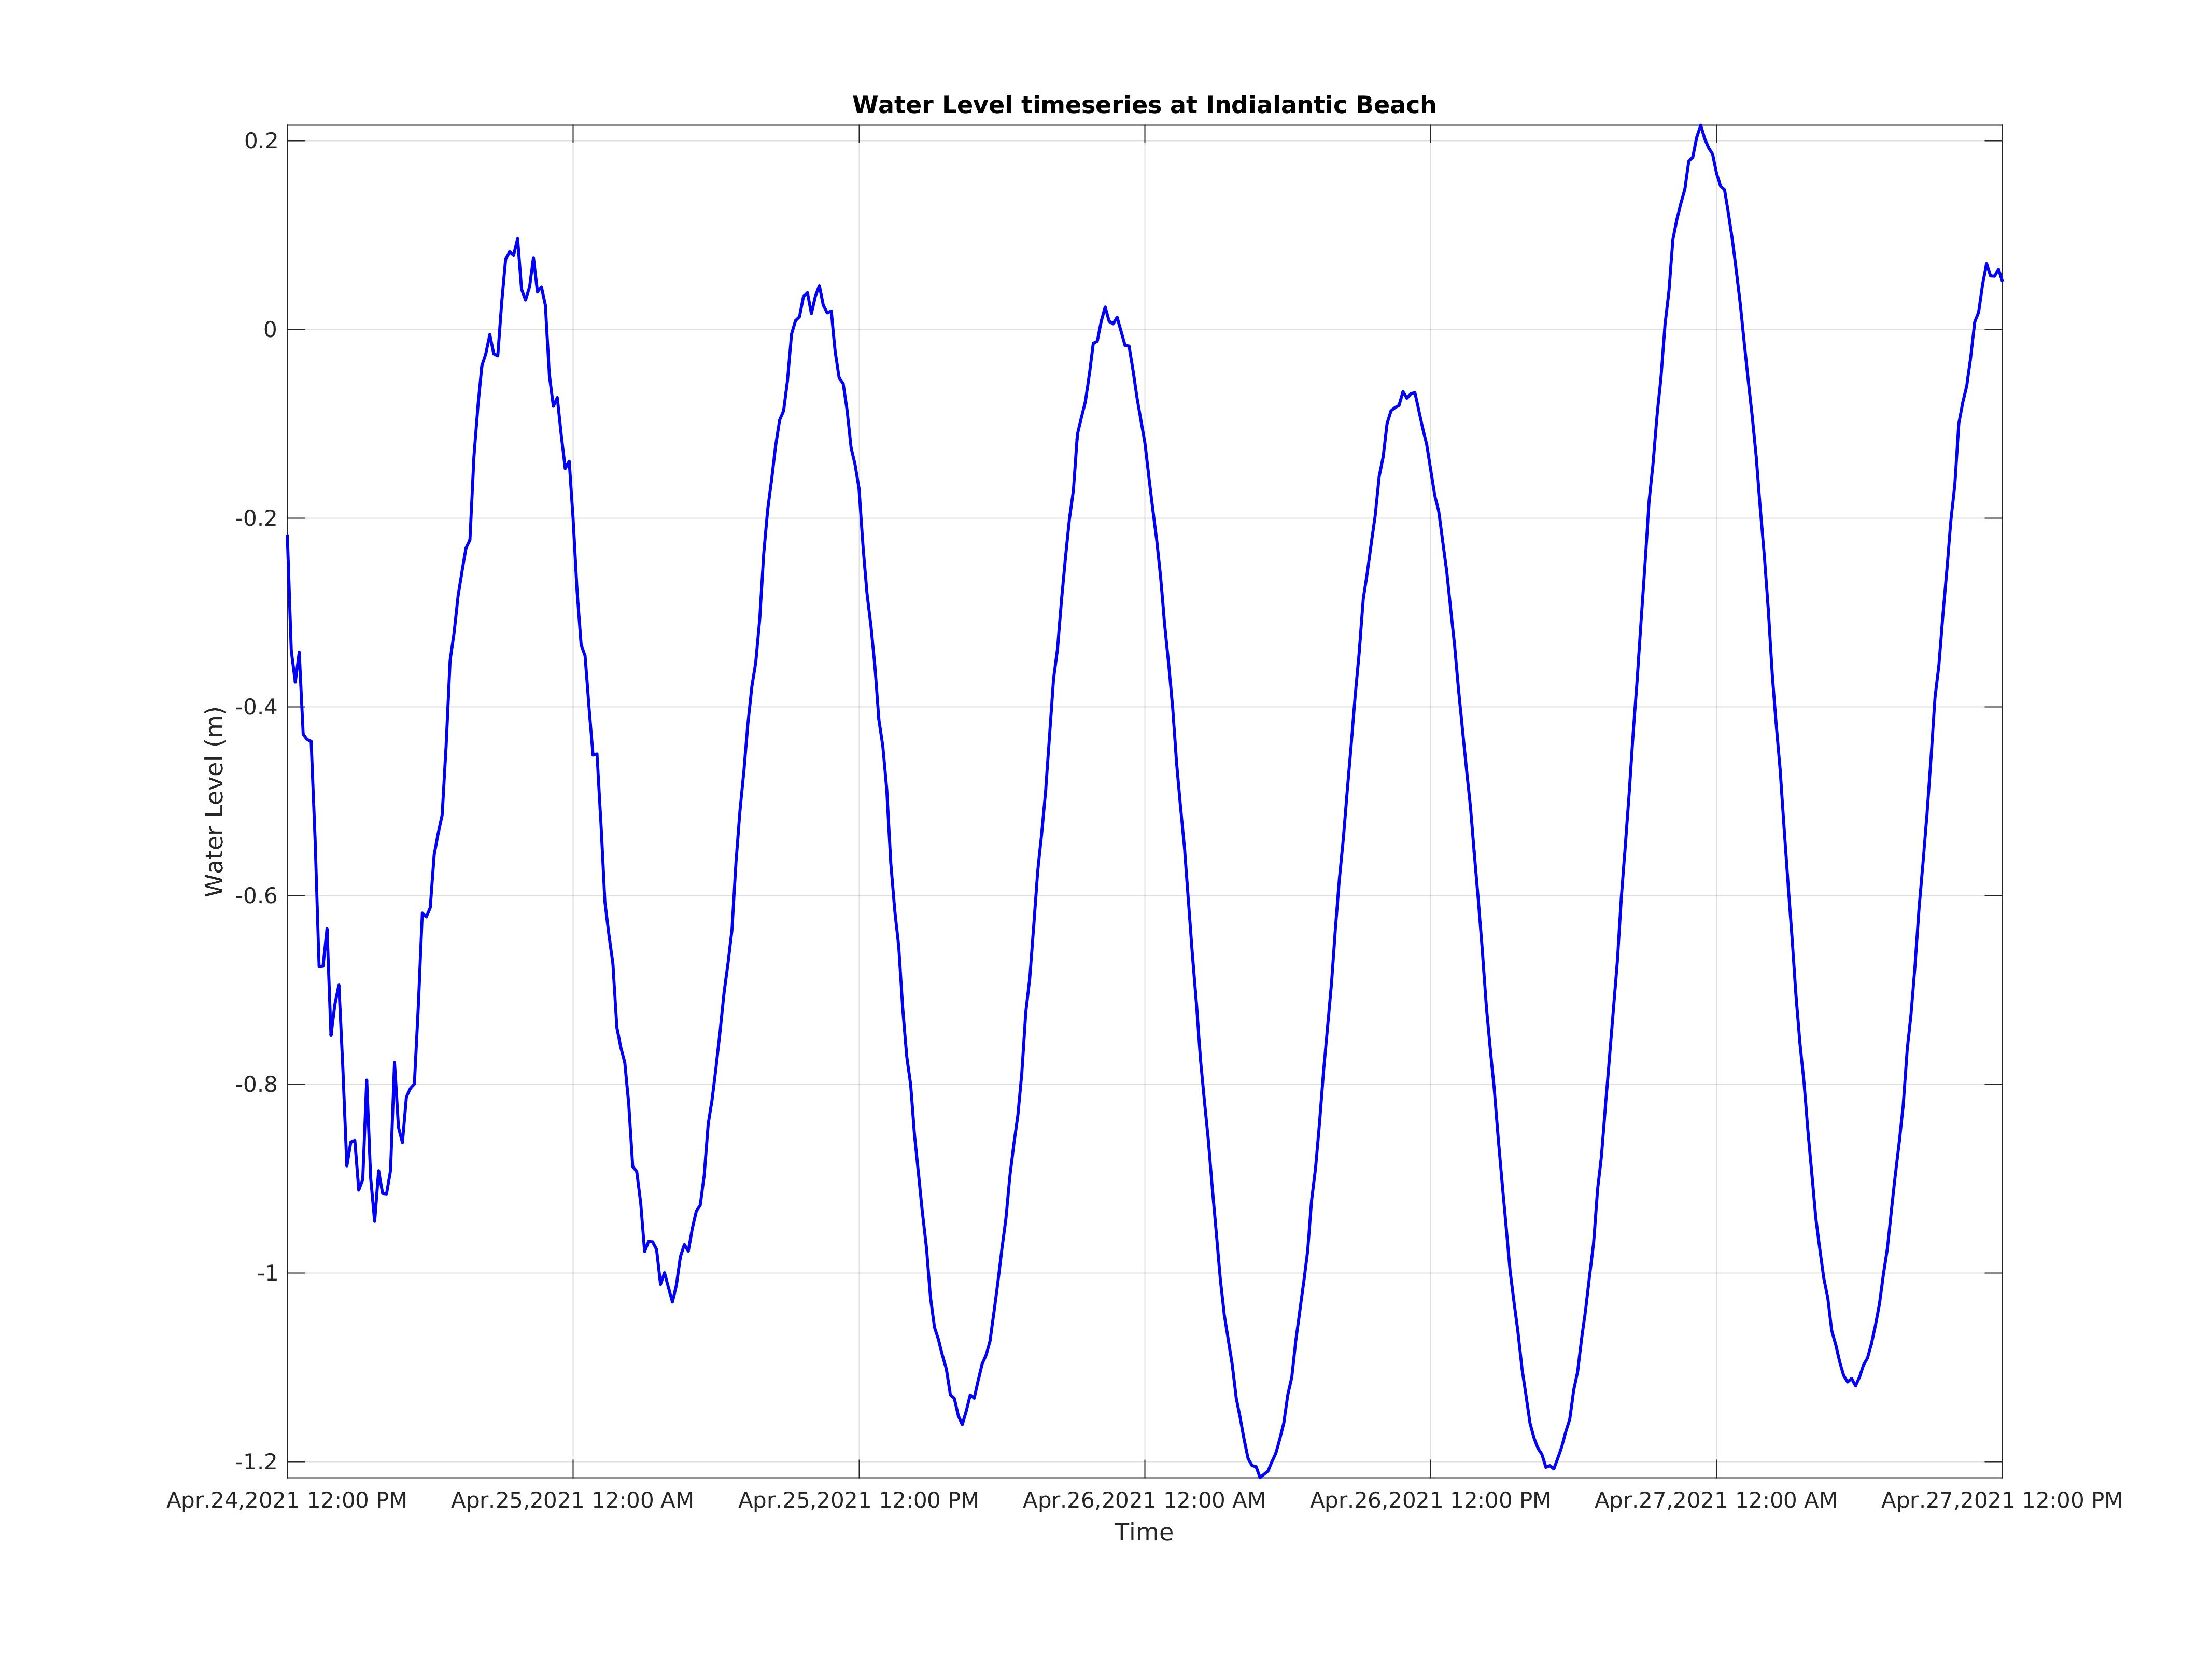 Water Level timeseries at Indialantic Beach
0.2
0
-0.2
-0.4
-0.6
-0.8
-1
-1.2
Water Level (m)
Apr.24,2021 12:00 PM Apr.25,2021 12:00 AM Apr.25,2021 12:00 PM Apr.26,2021 12:00 AM Apr.26,2021 12:00 PM Apr.27,2021 12:00 AM Apr.27,2021 12:00 PM
Time